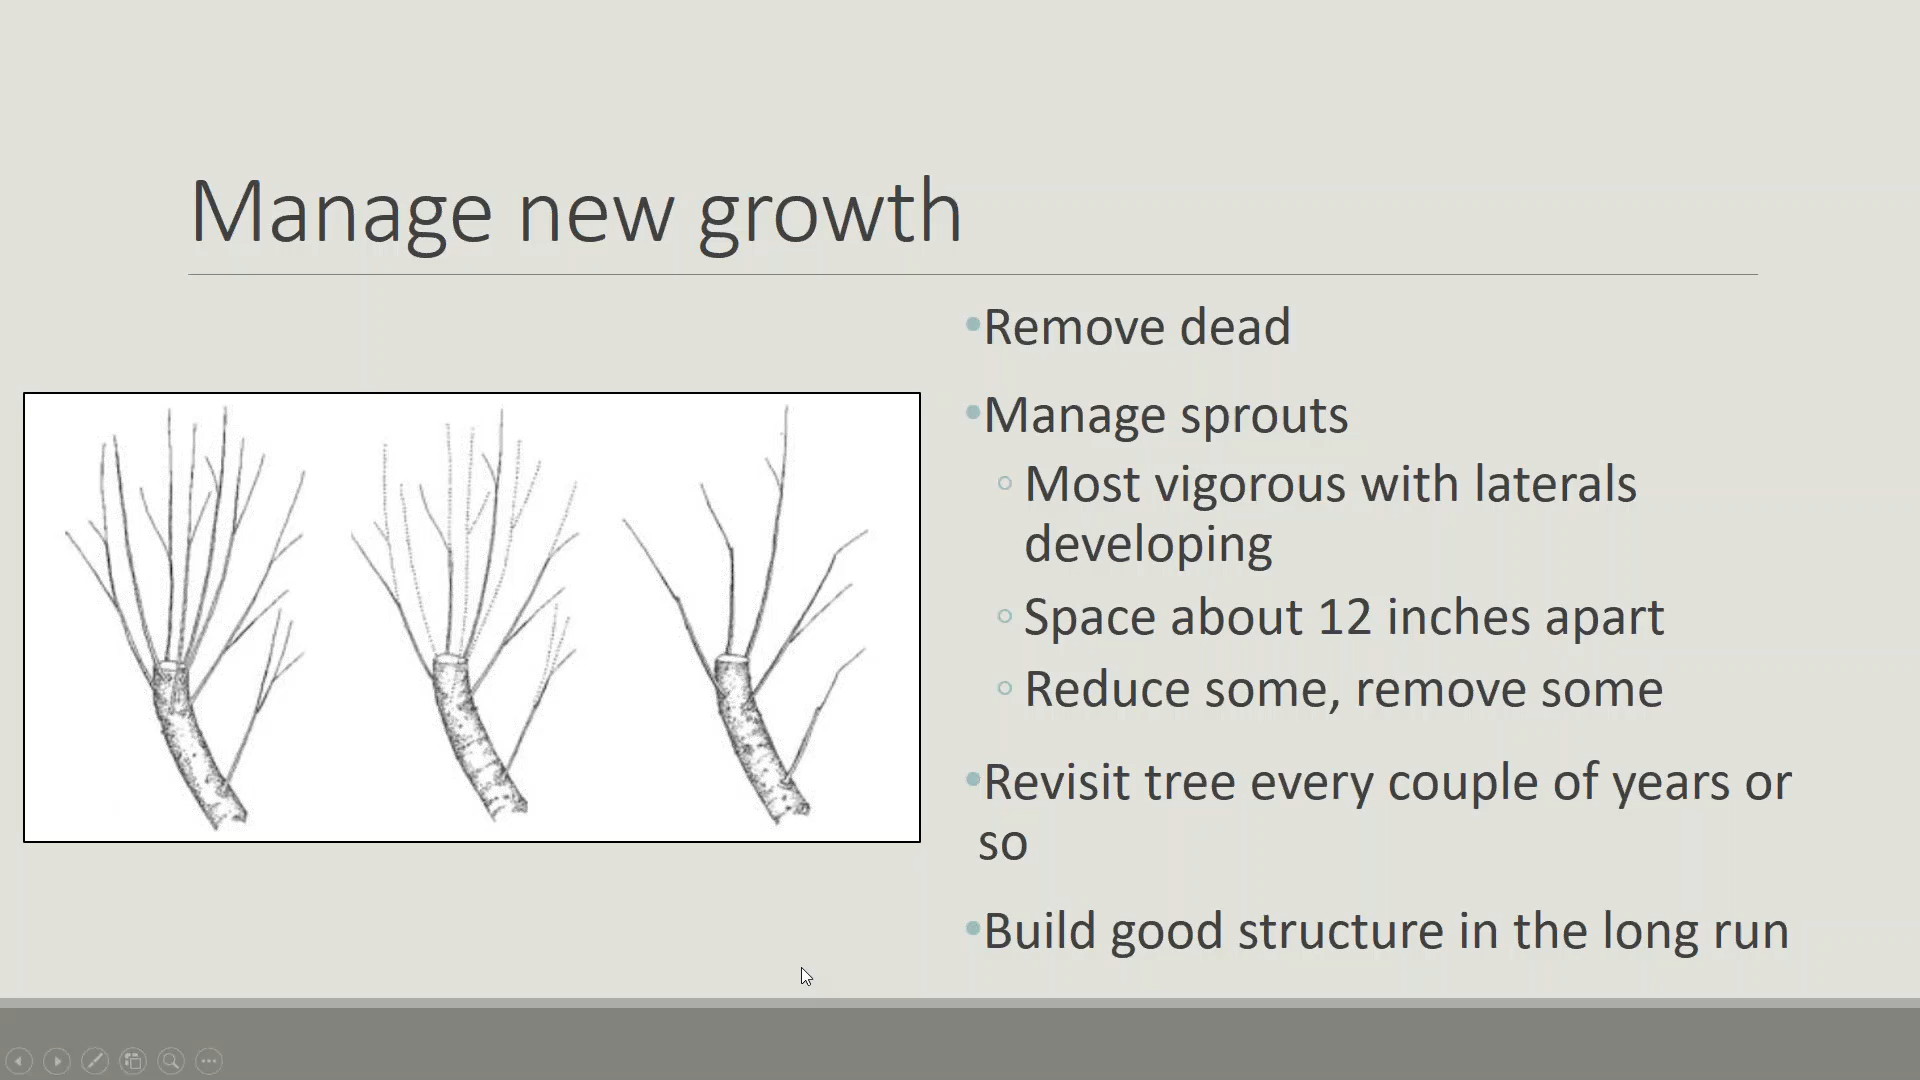 Manage new growth
•Remove dead
•Manage sprouts
◦ Most vigorous with laterals
developing
◦ Space about 12 inches apart
◦ Reduce some, remove some
•Revisit tree every couple of years or
so
•Build good structure in the long run